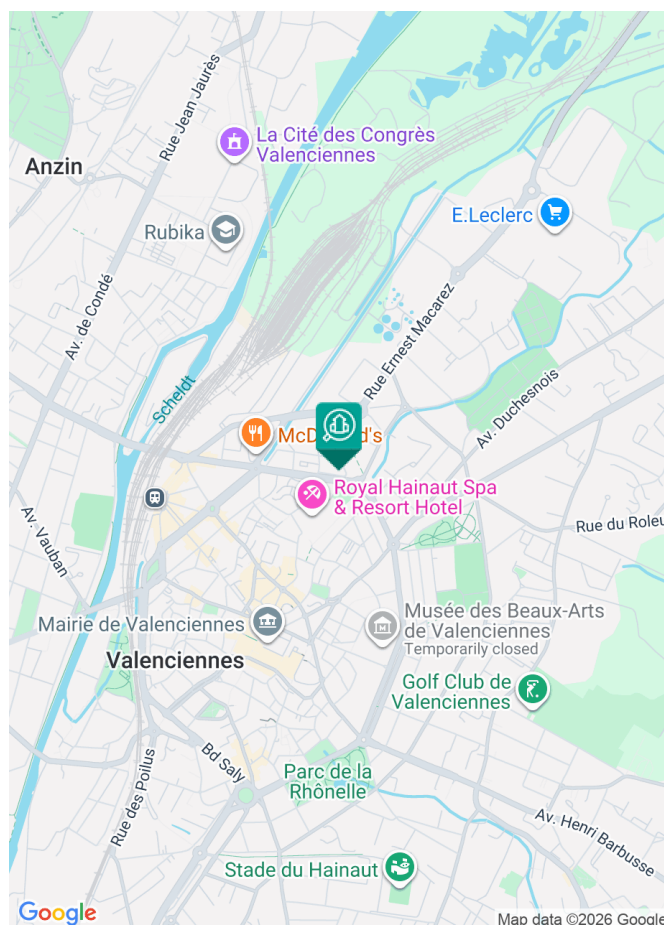 Rue Jean Jaurès
La Cité des Congrès
Valenciennes
Anzin
E.Leclerc
Rubika
Av. de Condé
Rue Ernest Macarez
Scheldt
Av. Duchesnois
McD d's
Royal Hainaut Spa
& Resort Hotel
Av. Vauban
Rue du Roleu
Mairie de Valenciennes
Musée des Beaux-Arts
de Valenciennes
Temporarily closed
Valenciennes
Golf Club de
Valenciennes
Bd Saly
Rue des Poilus
Parc de la
Rhônelle
Av. Henri Barbusse
Stade du Hainaut
Google
Map data ©2026 Google